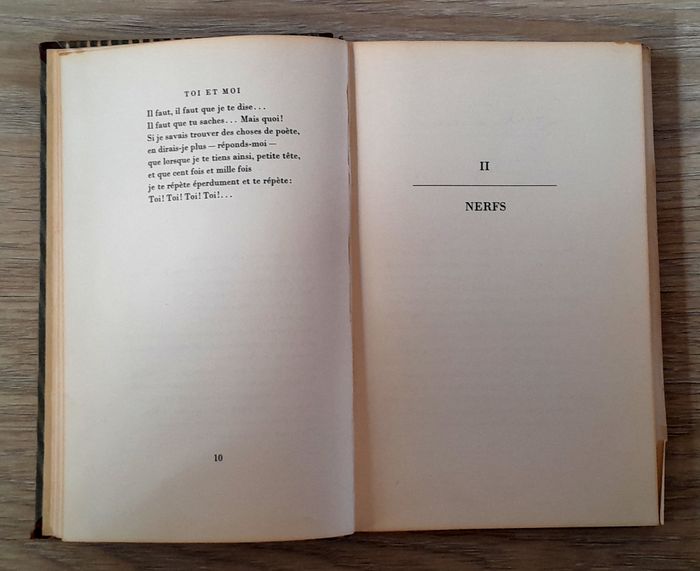 TOI ET MOI
Il faut, il faut que je te dise...
Il faut que tu saches... Mais quoi!
Si je savais trouver des choses de poète,
en dirais-je plus — réponds-moi —
que lorsque je te tiens ainsi, petite tête,
et que cent fois et mille fois
je te répète éperdument et te répète:
Toi! Toi! Toi! Toi!...
10
II
NERFS